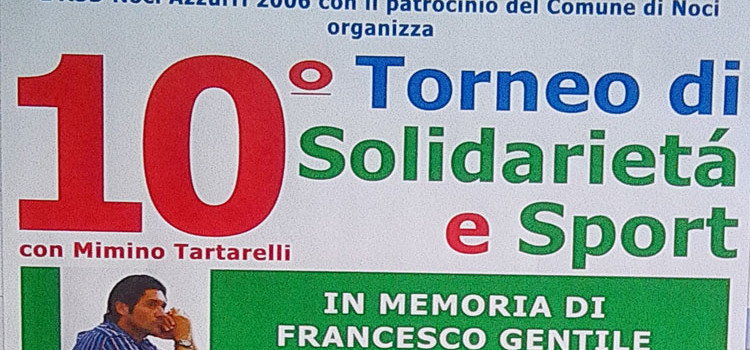 Noci Azzurri 2006 con il patrocinio del Comune di Noci
organizza
10° Torneo di
Solidarietá
e Sport
con Mimino Tartarelli
IN MEMORIA DI
FRANCESCO GENTILE